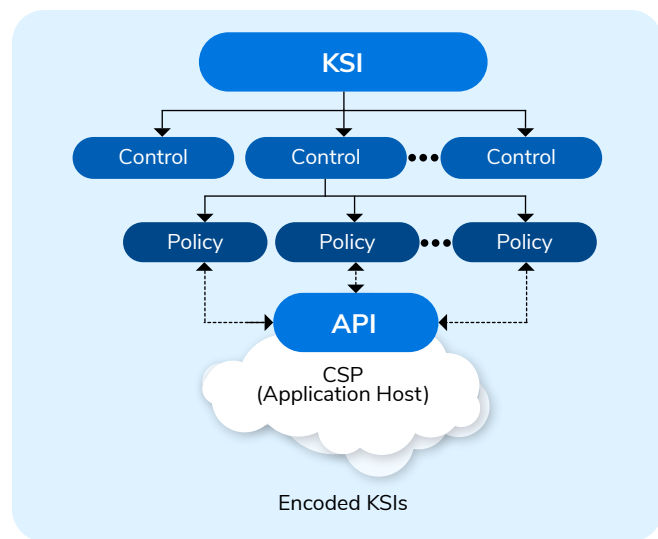 KSI
Control
Control
Control
Policy
Policy
Policy
API
CSP
(Application Host)
Encoded KSIs